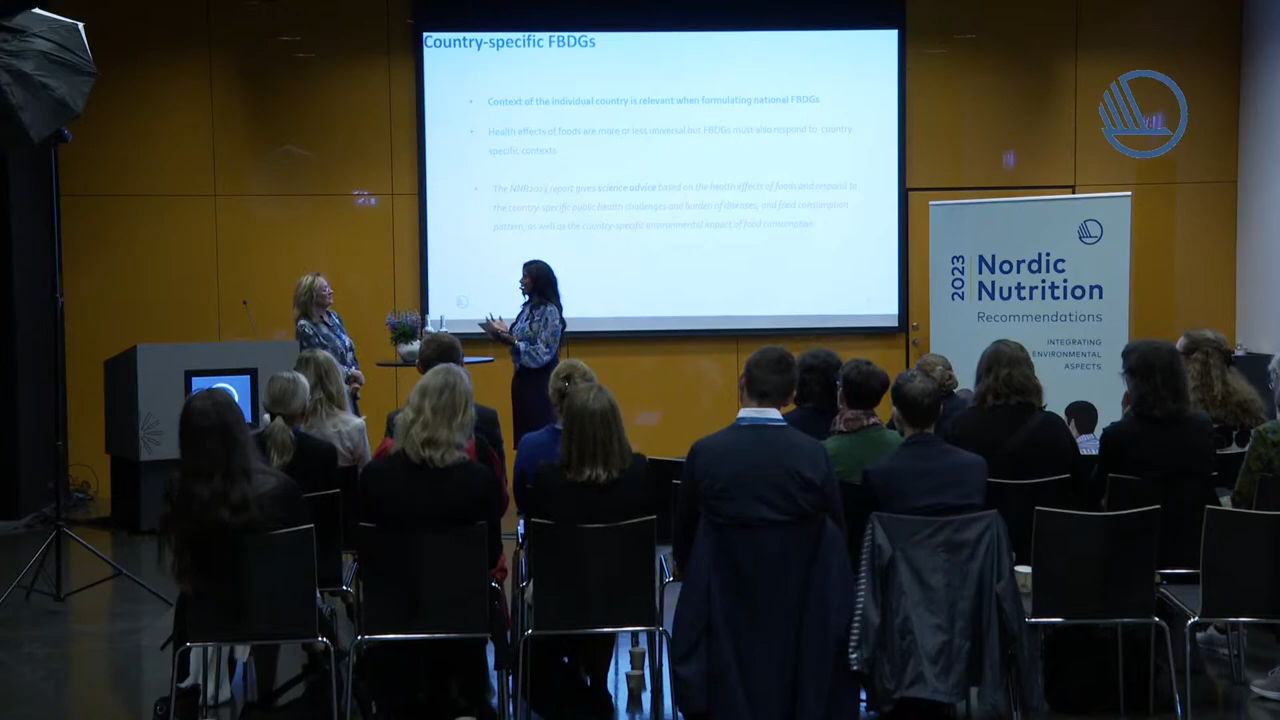 Country-specific FBDGs
• Context of the individual country is relevant when formulating national FBDGs
• Health effects of foods are more or less universal but FBDGs must also respond to country
specific contexts
• The NNR2023 report gives science advice based on the health effects of foods and respond to
the country-specific public health challenges and burden of diseases, and food consumption
pattern, as well as the country-specific environmental impact of food consumption.
2023
Nordic
Nutrition
Recommendations
INTEGRATING
ENVIRONMENTAL
ASPECTS